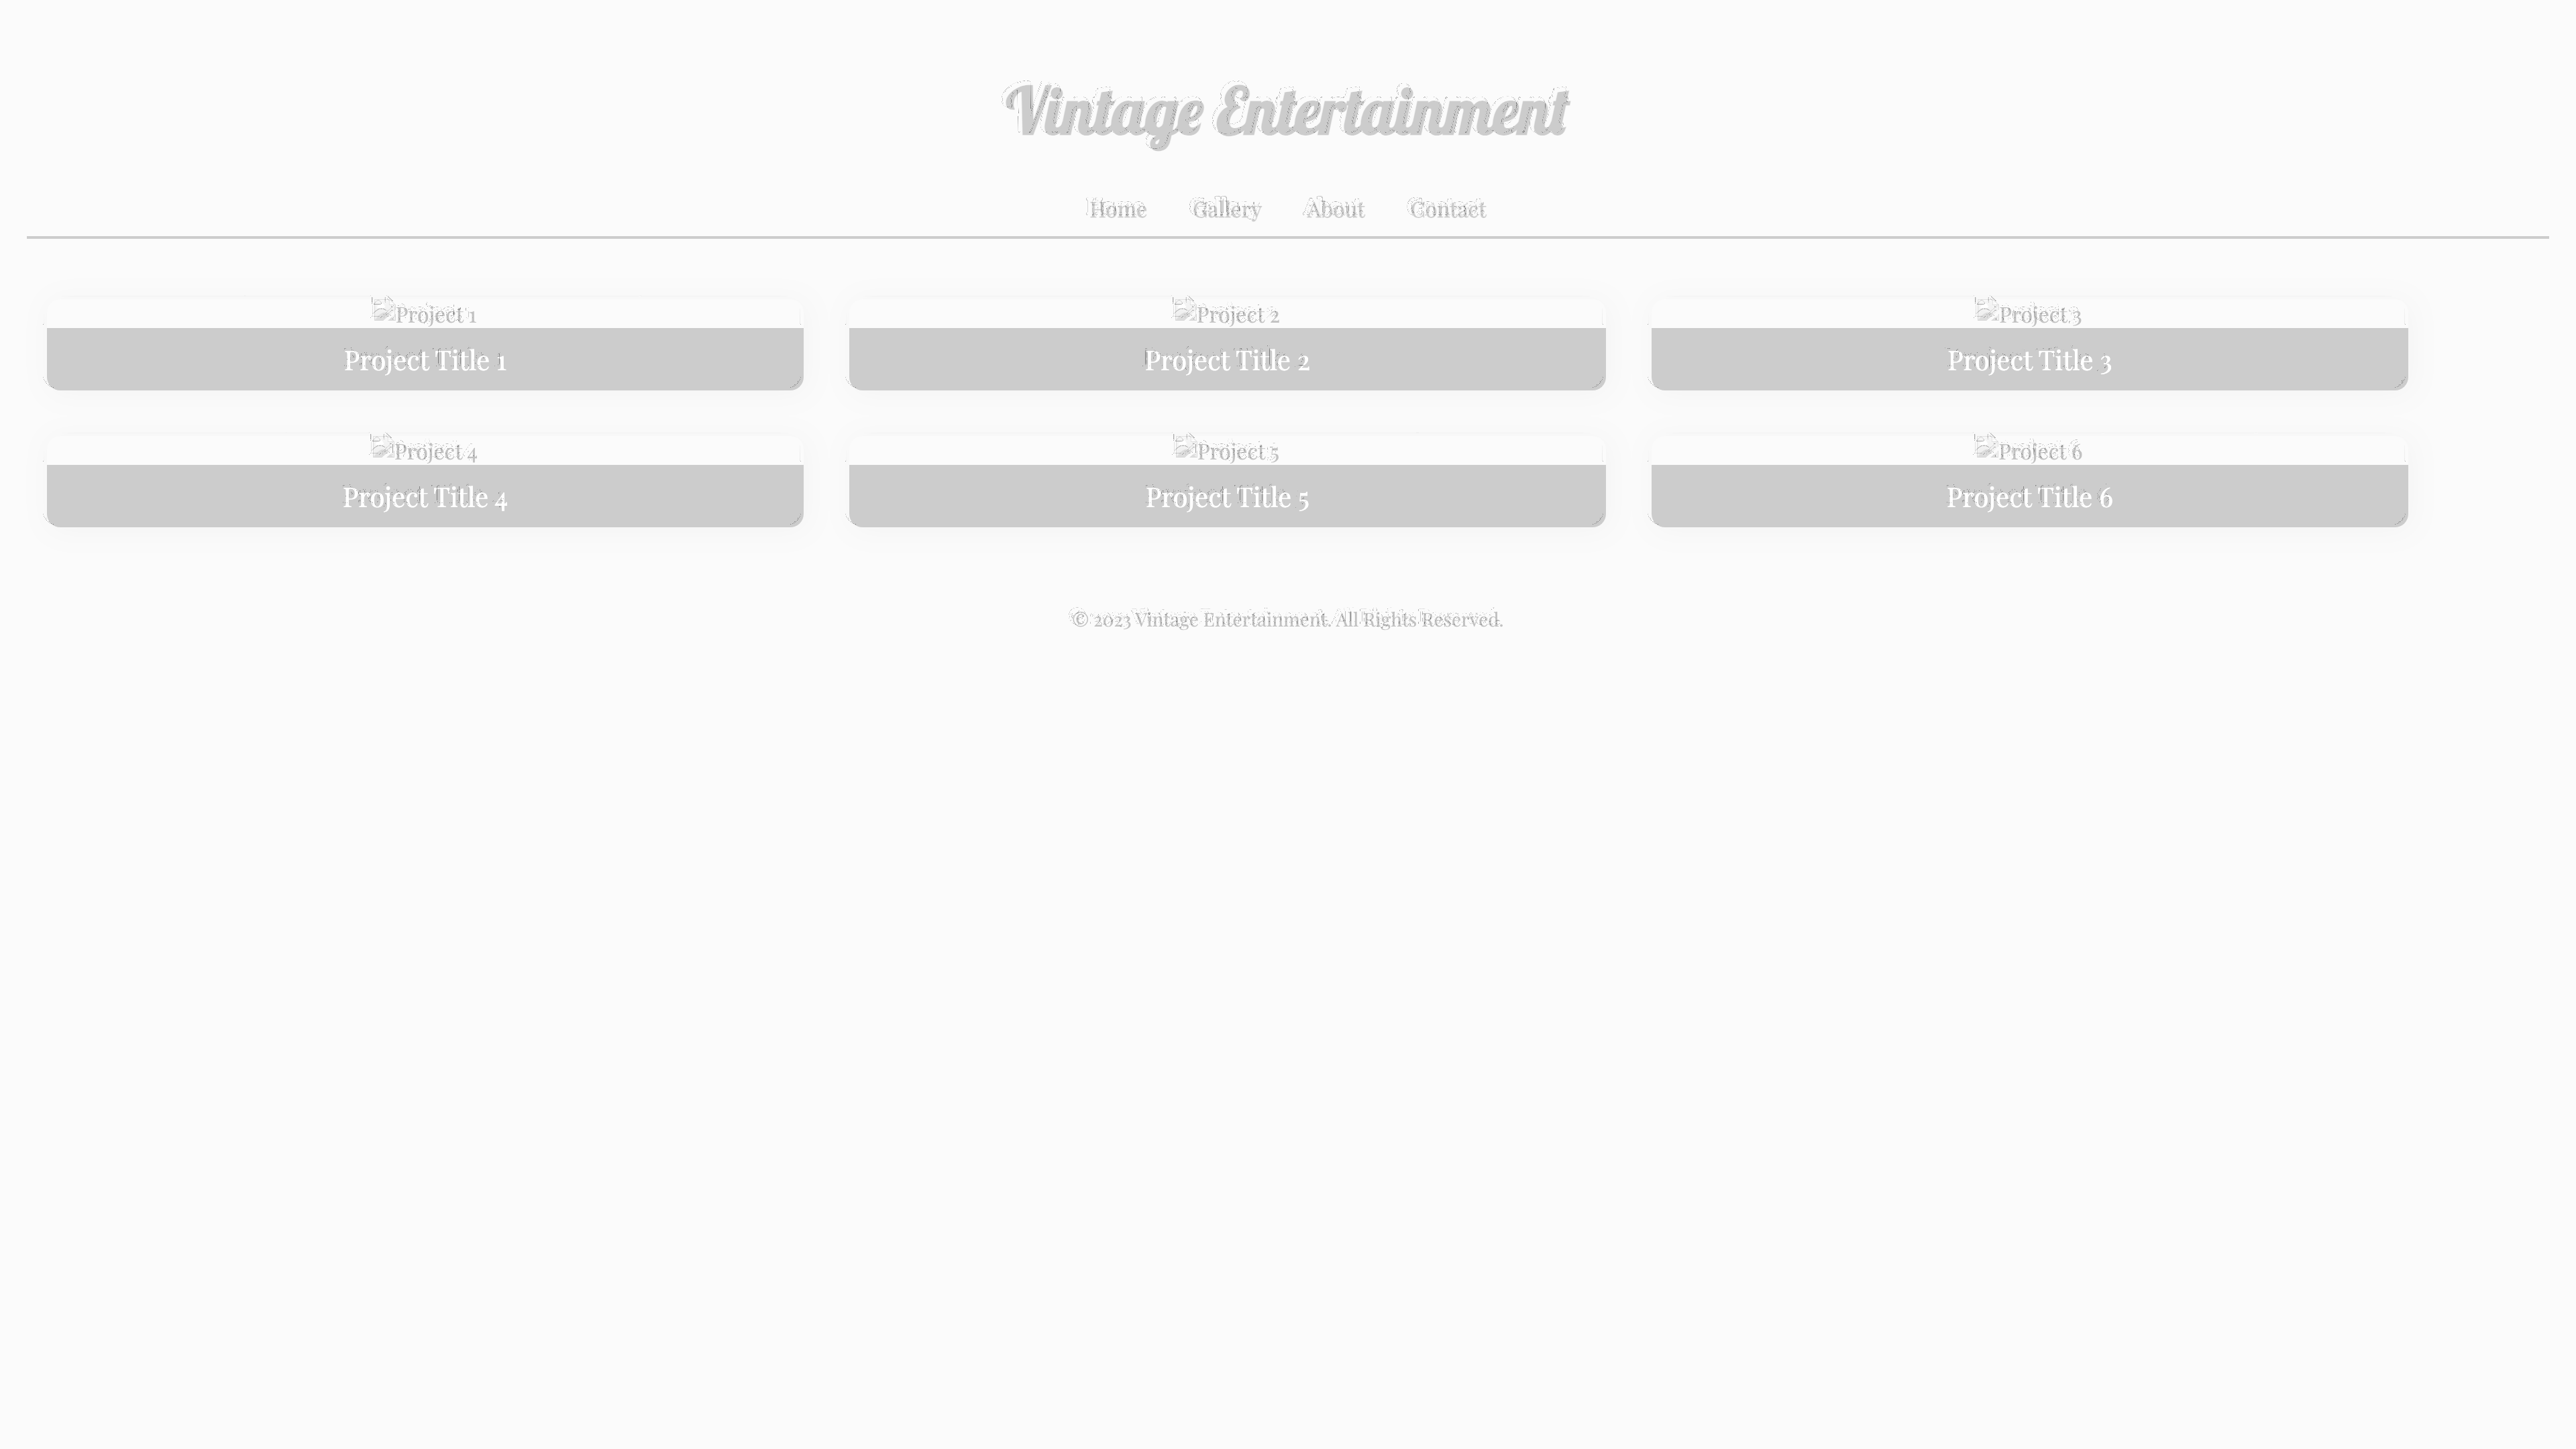 Vintage Entertainment
Home Gallery About Contact
Project 1 Project 2 Project 3
Project Title 1 Project Title 2 Project Title 3
Project 4 Project 5 Project 6
Project Title 4 Project Title 5 Project Title 6
© 2023 Vintage Entertainment. All Rights Reserved.